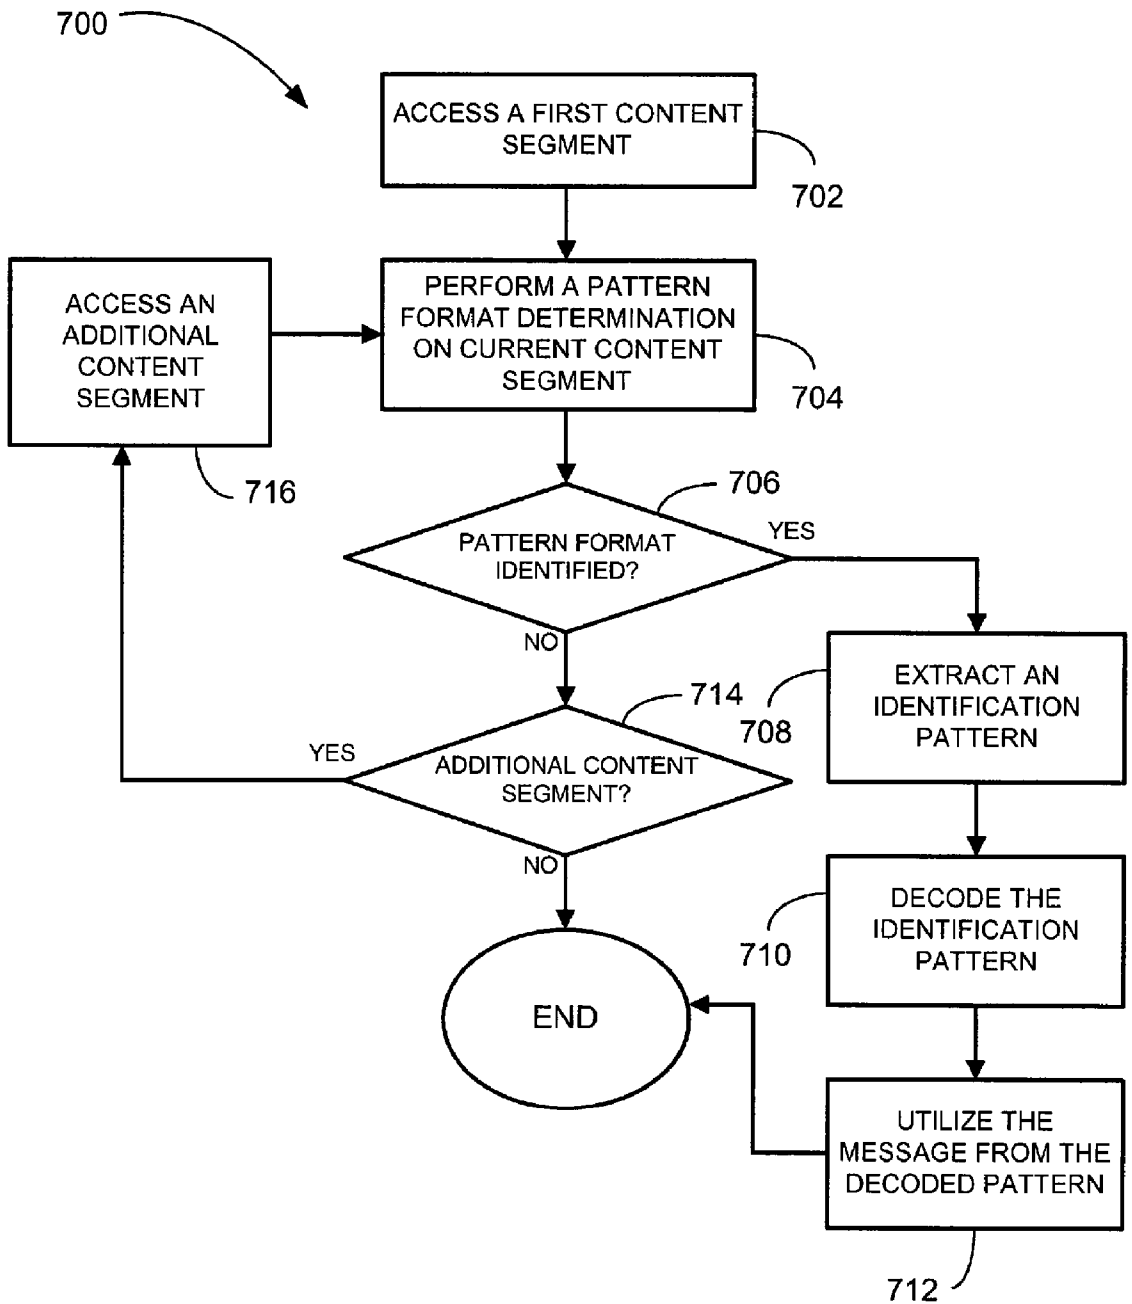 700
ACCESS A FIRST CONTENT
SEGMENT
702
PERFORM A PATTERN
FORMAT DETERMINATION
ON CURRENT CONTENT
SEGMENT
704
ACCESS AN
ADDITIONAL
CONTENT
SEGMENT
716
706
PATTERN FORMAT
IDENTIFIED?
YES
NO
EXTRACT AN
IDENTIFICATION
PATTERN
708
714
ADDITIONAL CONTENT
SEGMENT?
YES
NO
DECODE THE
IDENTIFICATION
PATTERN
710
END
UTILIZE THE
MESSAGE FROM THE
DECODED PATTERN
712